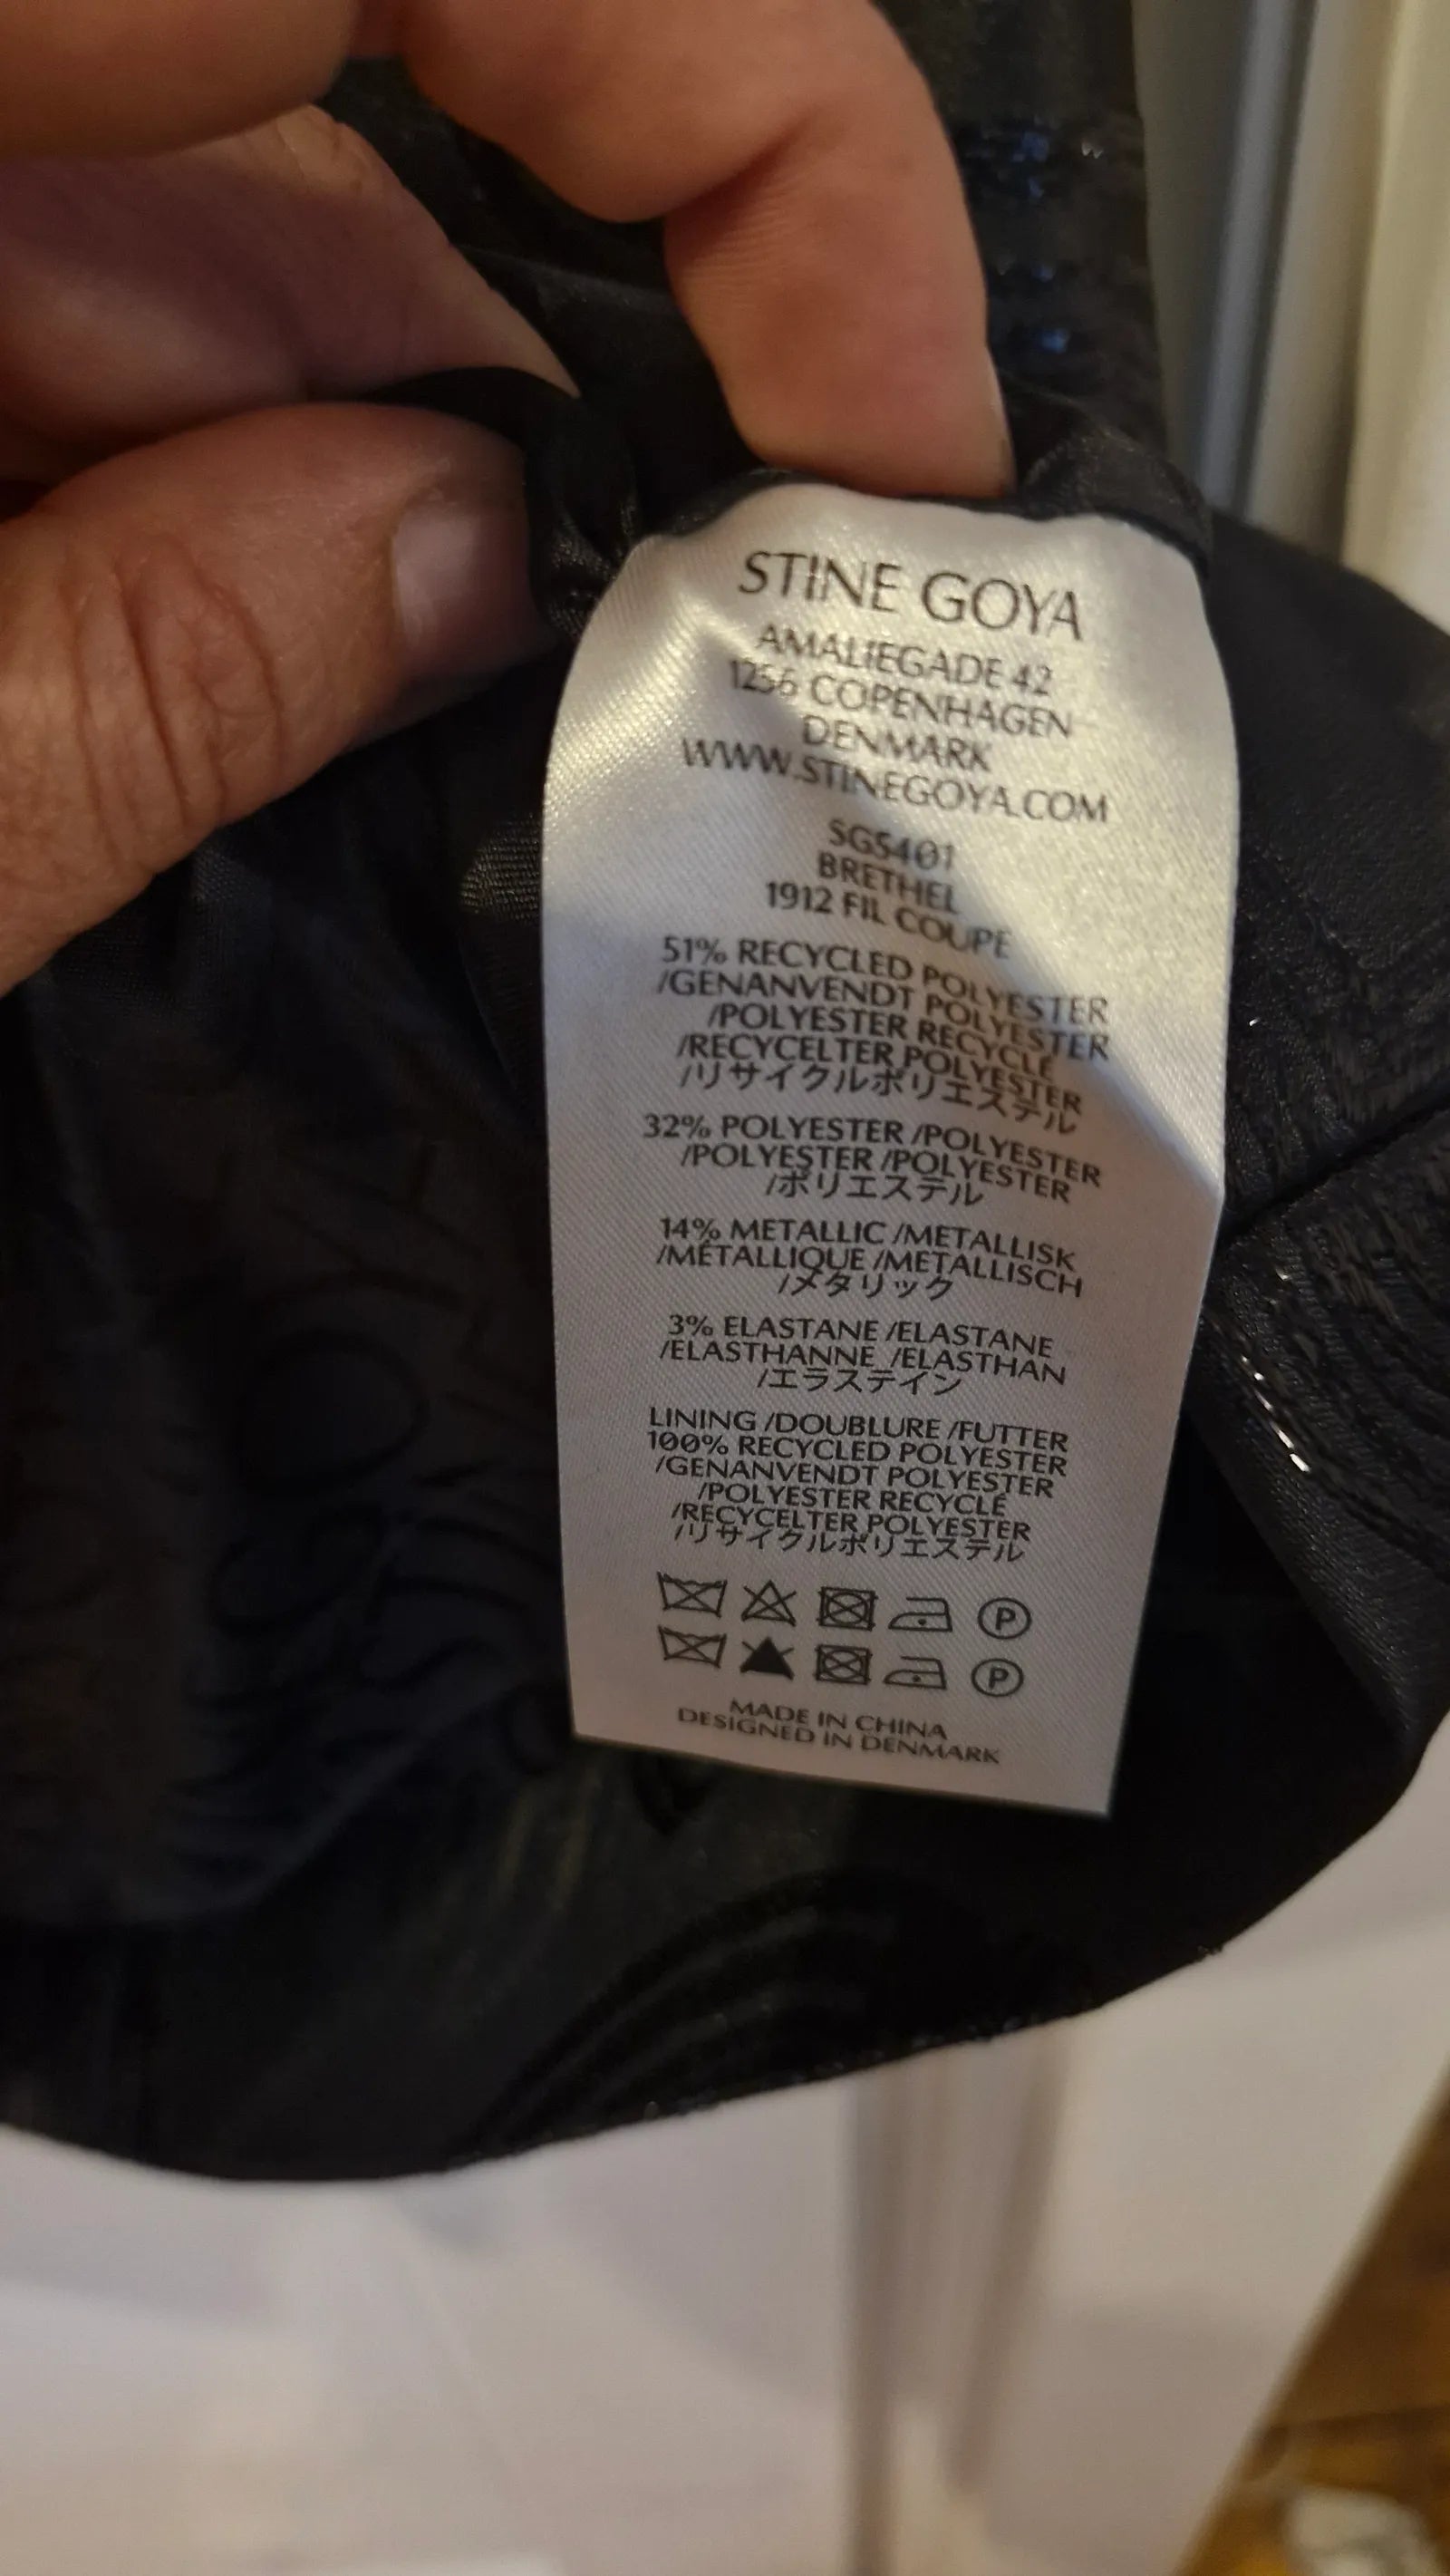 STINE GOYA
AMALIEGADE 42
1256 COPENHAGEN
DENMARK
WWW.STINEGOYA.COM
SG5401
BRETHEL
1912 FIL COUPE
51% RECYCLED POLYESTER
/GENANVENDT POLYESTER
/POLYESTER RECYCLÉ
/RECYCELTER POLYESTER
/リサイクルポリエステル
32% POLYESTER /POLYESTER
/POLYESTER /POLYESTER
/ポリエステル
14% METALLIC /METALLISK
/MÉTALLIQUE /METALLISCH
/メタリック
3% ELASTANE /ELASTANE
/ELASTHANNE /ELASTHAN
/エラステイン
LINING /DOUBLURE /FUTTER
100% RECYCLED POLYESTER
/GENANVENDT POLYESTER
/POLYESTER RECYCLÉ
/RECYCELTER POLYESTER
/リサイクルポリエステル
P
P
MADE IN CHINA
DESIGNED IN DENMARK